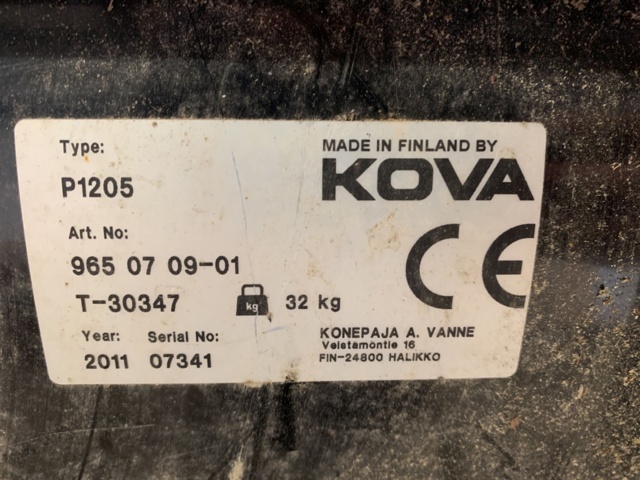 Type:
P1205
Art. No:
965 07 09-01
T-30347
kg
32 kg
Year: Serial No:
2011 07341
MADE IN FINLAND BY
KOVA
CE
KONEPAJA A. VANNE
Veistämöntie 16
FIN-24800 HALIKKO